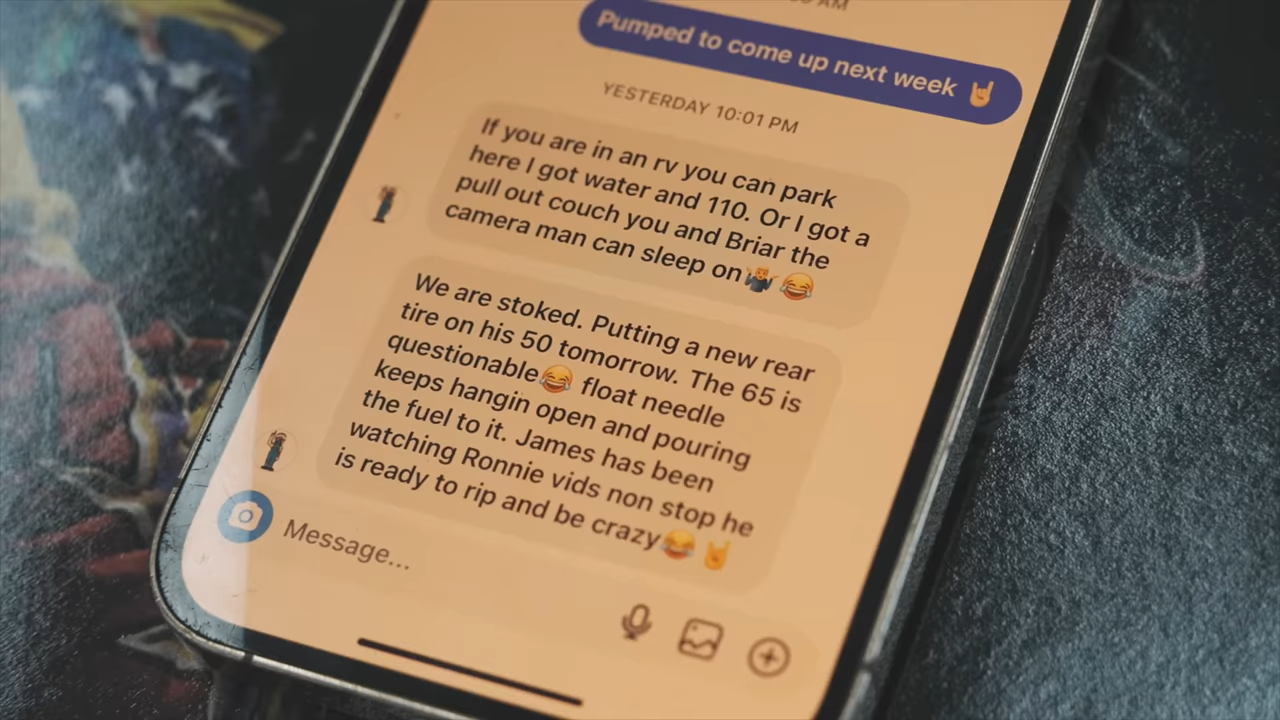 Pumped to come up next week 🤘
YESTERDAY 10:01 PM
If you are in an rv you can park
here I got water and 110. Or I got a
pull out couch you and Briar the
camera man can sleep on🤷😂
We are stoked. Putting a new rear
tire on his 50 tomorrow. The 65 is
questionable😂 float needle
keeps hangin open and pouring
the fuel to it. James has been
watching Ronnie vids non stop he
is ready to rip and be crazy😂🤘
Message...